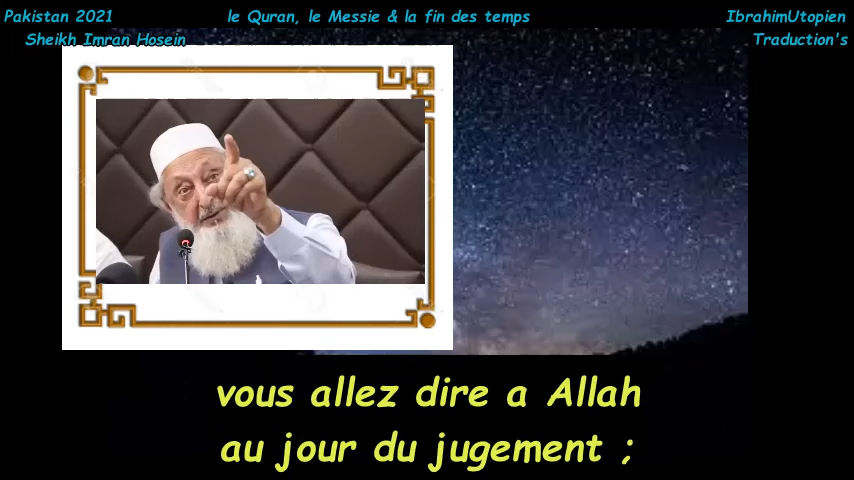 Pakistan 2021 le Quran, le Messie & la fin des temps IbrahimUtopien
Sheikh Imran Hosein Traduction's
vous allez dire a Allah
au jour du jugement ;